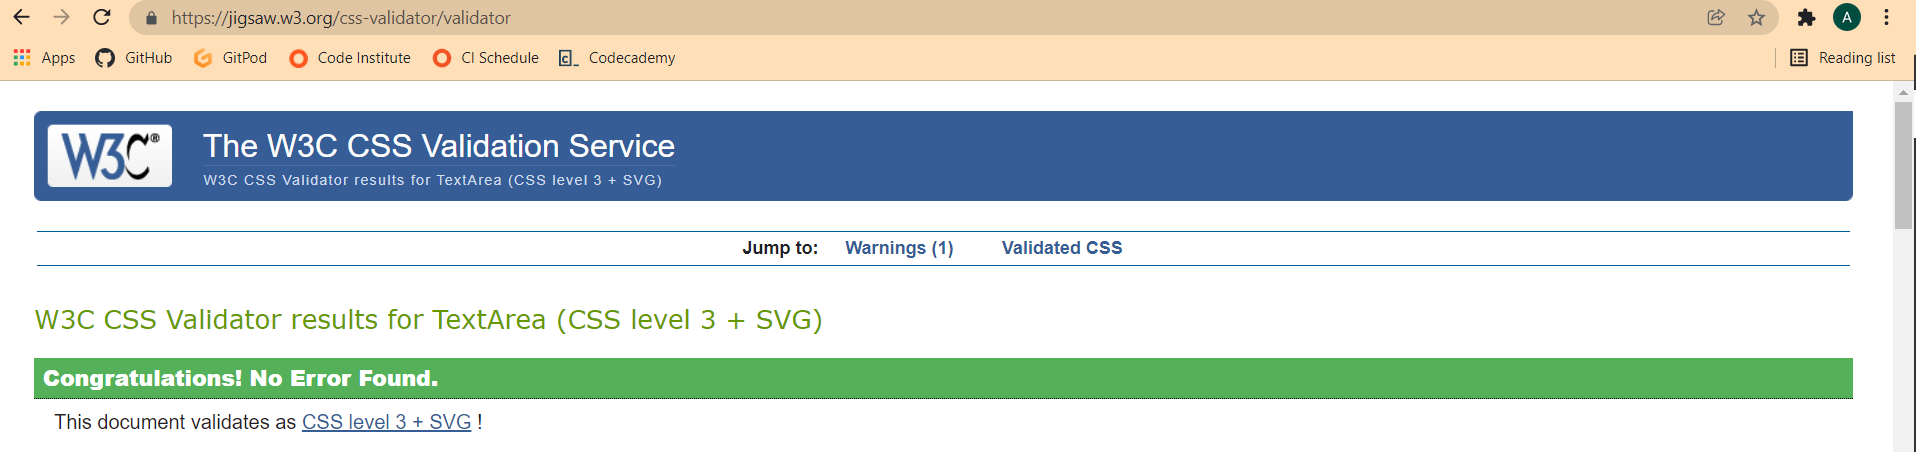 https://jigsaw.w3.org/css-validator/validator
A
Apps GitHub GitPod Code Institute CI Schedule Codecademy Reading list
W3C® The W3C CSS Validation Service
W3C CSS Validator results for TextArea (CSS level 3 + SVG)
Jump to: Warnings (1) Validated CSS
W3C CSS Validator results for TextArea (CSS level 3 + SVG)
Congratulations! No Error Found.
This document validates as CSS level 3 + SVG !